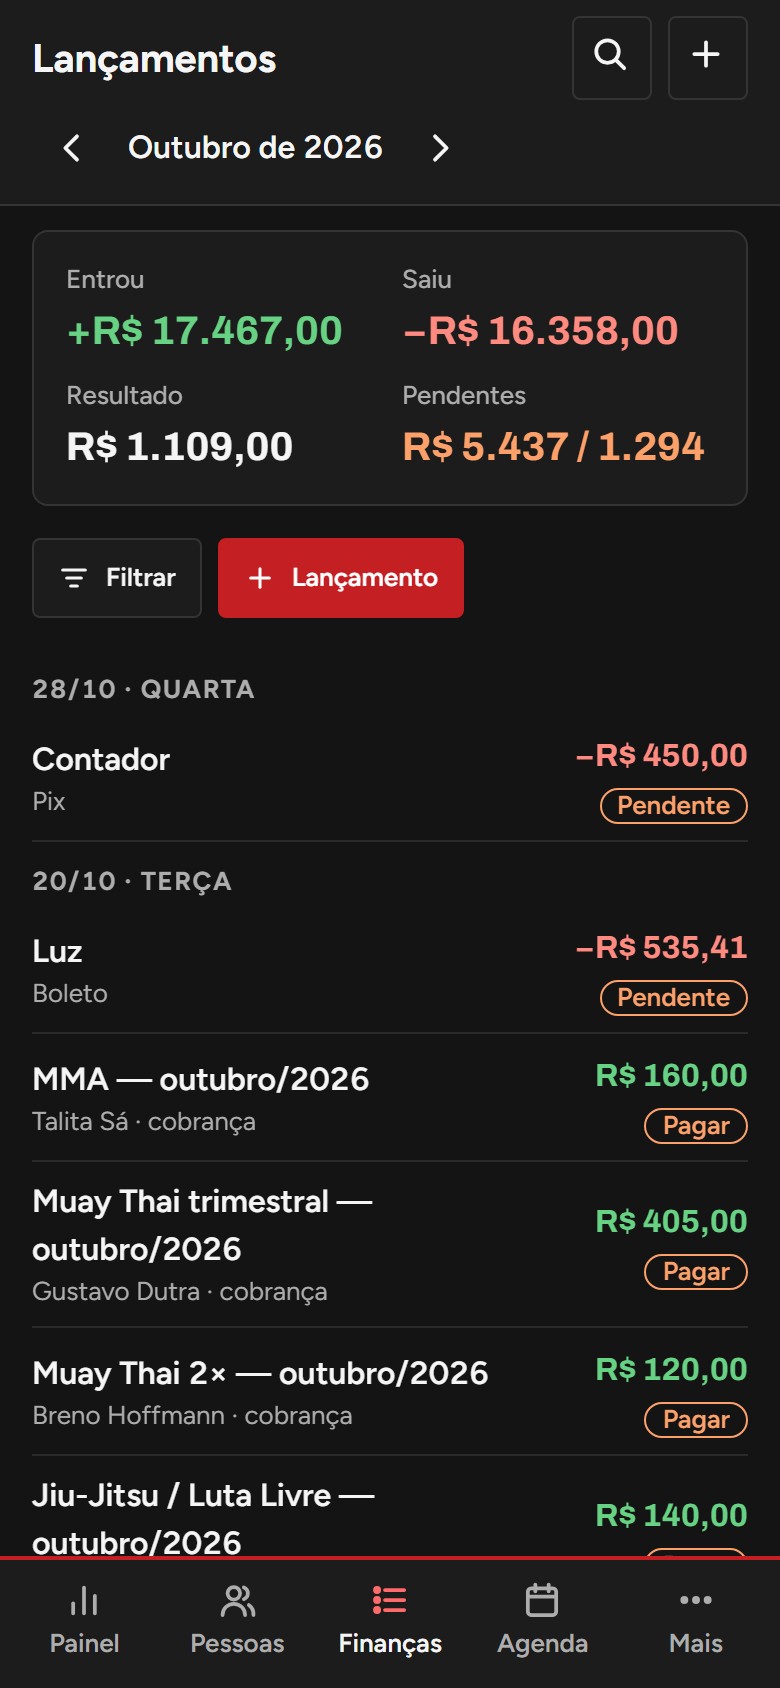 Lançamentos
Outubro de 2026
Entrou
Saiu
+R$ 17.467,00
–R$ 16.358,00
Resultado
Pendentes
R$ 1.109,00
R$ 5.437 / 1.294
Filtrar
+ Lançamento
28/10 · QUARTA
Contador
–R$ 450,00
Pix
Pendente
20/10 · TERÇA
Luz
–R$ 535,41
Boleto
Pendente
MMA — outubro/2026
R$ 160,00
Talita Sá · cobrança
Pagar
Muay Thai trimestral —
outubro/2026
R$ 405,00
Gustavo Dutra · cobrança
Pagar
Muay Thai 2× — outubro/2026
R$ 120,00
Breno Hoffmann · cobrança
Pagar
Jiu-Jitsu / Luta Livre —
outubro/2026
R$ 140,00
Painel
Pessoas
Finanças
Agenda
Mais